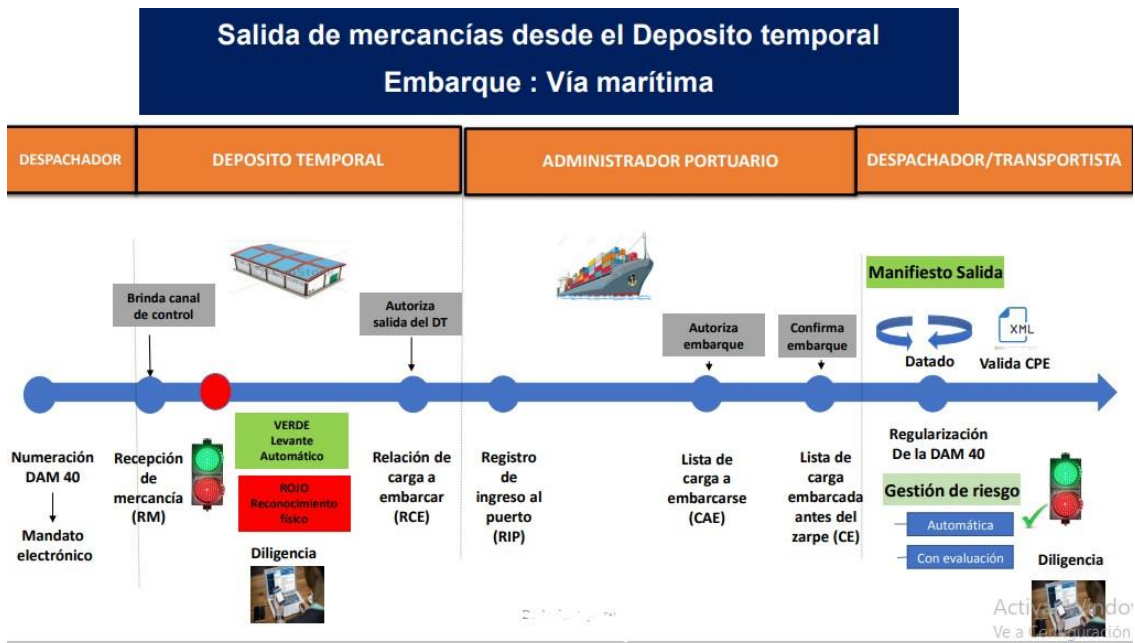 Salida de mercancías desde el Deposito temporal
Embarque : Vía marítima
DESPACHADOR
DEPOSITO TEMPORAL
ADMINISTRADOR PORTUARIO
DESPACHADOR/TRANSPORTISTA
Brinda canal
de control
Autoriza
salida del DT
Autoriza
embarque
Confirma
embarque
Manifiesto Salida
XML
Datado
Valida CPE
Numeración
DAM 40
Mandato
electrónico
Recepción
de
mercancía
(RM)
VERDE
Levante
Automático
ROJO
Reconocimiento
físico
Diligencia
Relación de
carga a
embarcar
(RCE)
Registro
de
ingreso al
puerto
(RIP)
Lista de
carga a
embarcarse
(CAE)
Lista de
carga
embarcada
antes del
zarpe (CE)
Regularización
De la DAM 40
Gestión de riesgo
Automática
Con evaluación
Diligencia
Ve a Configuración